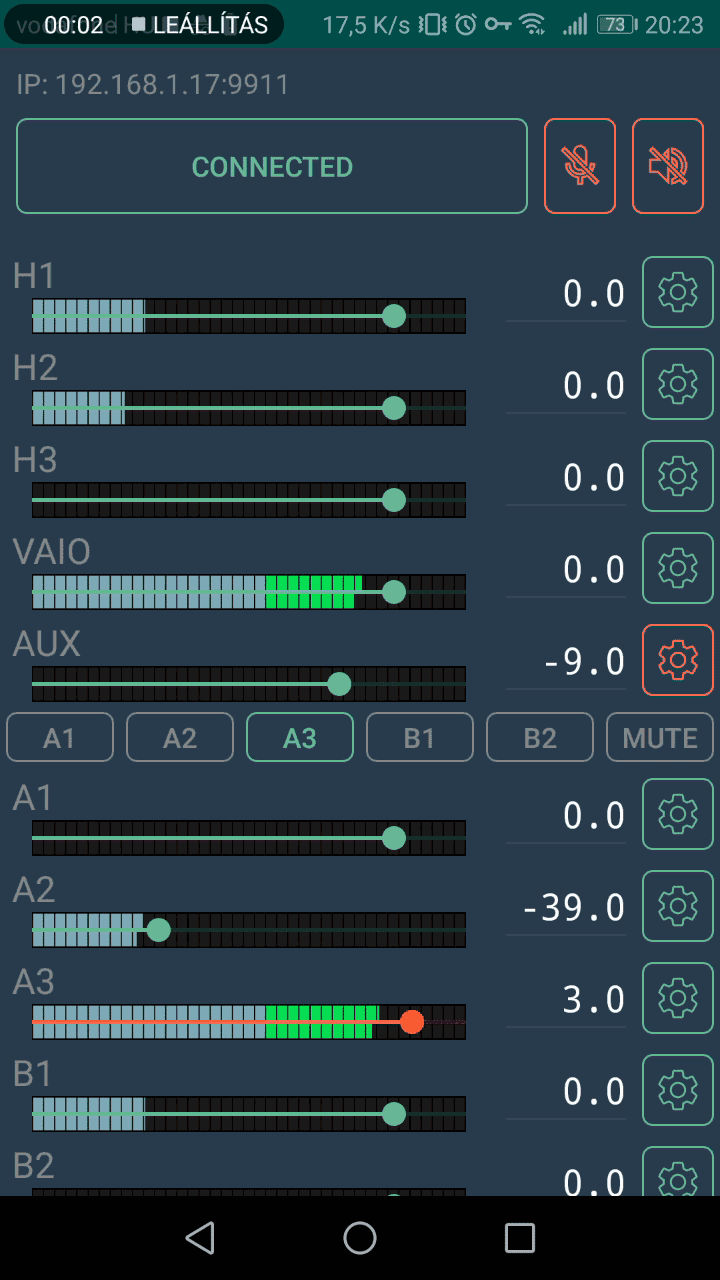 00:02 LEÁLLÍTÁS 17,5 K/s 73 20:23
IP: 192.168.1.17:9911
CONNECTED
H1 0.0
H2 0.0
H3 0.0
VAIO 0.0
AUX -9.0
A1 A2 A3 B1 B2 MUTE
A1 0.0
A2 -39.0
A3 3.0
B1 0.0
B2 0.0